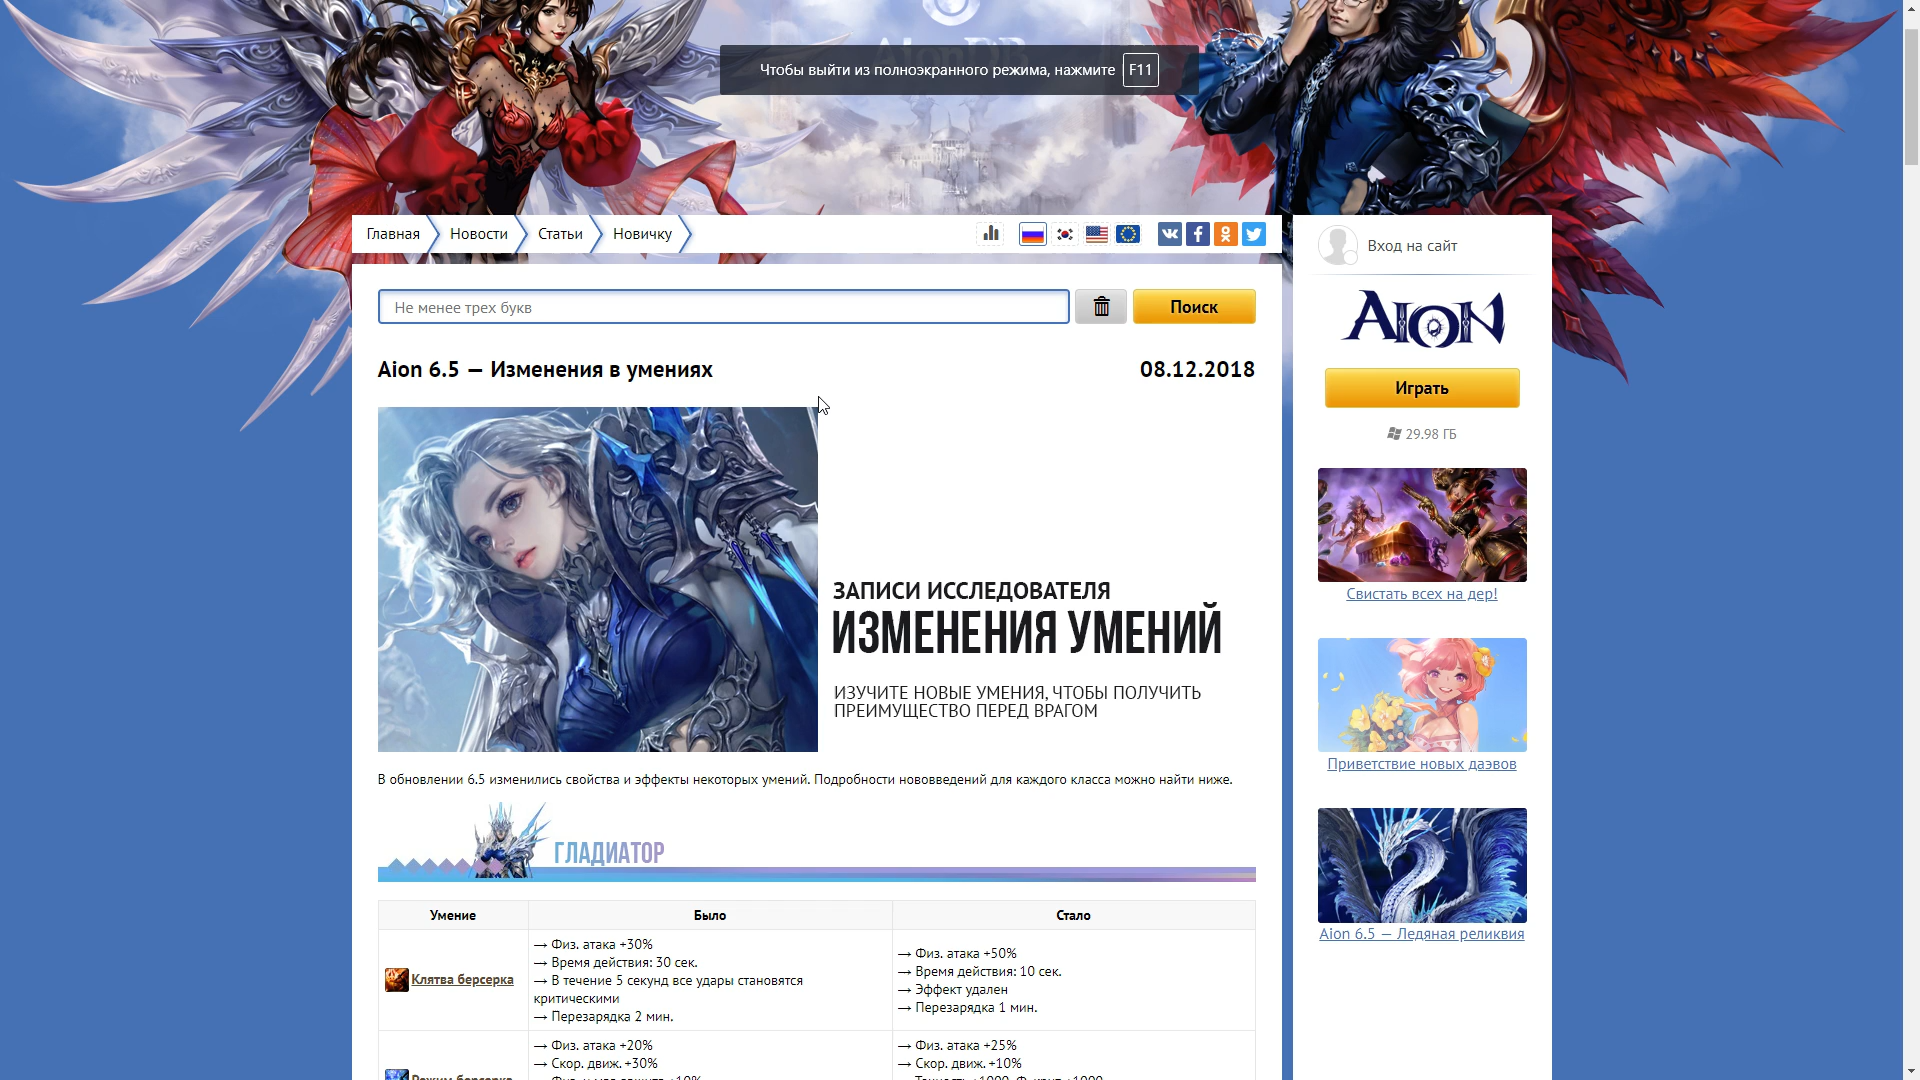 Чтобы выйти из полноэкранного режима, нажмите F11
Главная
Новости
Статьи
Новичку
Вход на сайт
Не менее трех букв
Поиск
AION
Играть
29.98 ГБ
Aion 6.5 — Изменения в умениях
08.12.2018
ЗАПИСИ ИССЛЕДОВАТЕЛЯ
ИЗМЕНЕНИЯ УМЕНИЙ
ИЗУЧИТЕ НОВЫЕ УМЕНИЯ, ЧТОБЫ ПОЛУЧИТЬ
ПРЕИМУЩЕСТВО ПЕРЕД ВРАГОМ
Свистать всех на дер!
Приветствие новых даэвов
Aion 6.5 — Ледяная реликвия
В обновлении 6.5 изменились свойства и эффекты некоторых умений. Подробности нововведений для каждого класса можно найти ниже.
ГЛАДИАТОР
Умение
Было
Стало
Клятва берсерка
→ Физ. атака +30%
→ Время действия: 30 сек.
→ В течение 5 секунд все удары становятся
критическими
→ Перезарядка 2 мин.
→ Физ. атака +50%
→ Время действия: 10 сек.
→ Эффект удален
→ Перезарядка 1 мин.
→ Физ. атака +20%
→ Скор. движ. +30%
→ Физ. атака +25%
→ Скор. движ. +10%